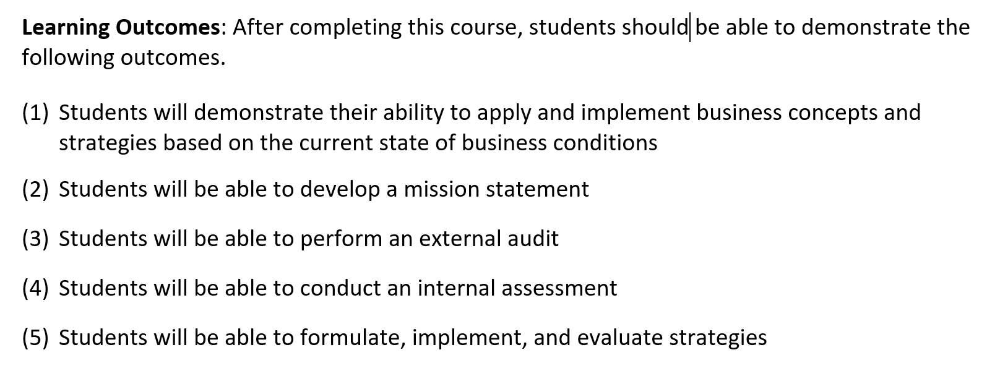 Learning Outcomes: After completing this course, students should be able to demonstrate the
following outcomes.
(1) Students will demonstrate their ability to apply and implement business concepts and
strategies based on the current state of business conditions
(2) Students will be able to develop a mission statement
(3) Students will be able to perform an external audit
(4) Students will be able to conduct an internal assessment
(5) Students will be able to formulate, implement, and evaluate strategies